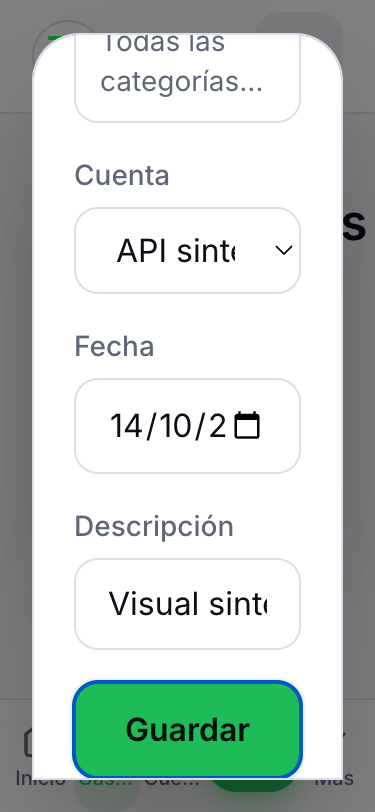 Todas las
categorías...
Cuenta
API sint
s
Fecha
14/10/2
Descripción
Visual sint
Guardar
Inicio
Más